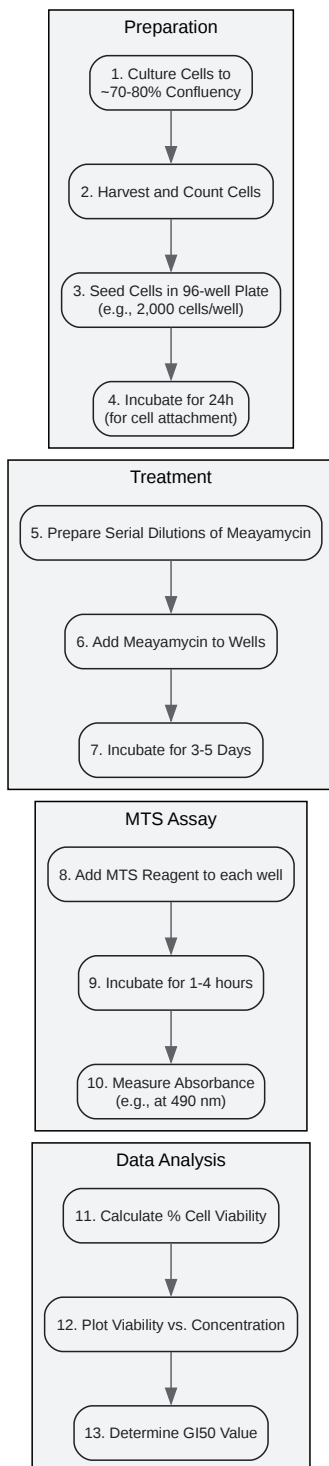 Preparation
1. Culture Cells to
~70-80% Confluency
2. Harvest and Count Cells
3. Seed Cells in 96-well Plate
(e.g., 2,000 cells/well)
4. Incubate for 24h
(for cell attachment)
Treatment
5. Prepare Serial Dilutions of Meayamycin
6. Add Meayamycin to Wells
7. Incubate for 3-5 Days
MTS Assay
8. Add MTS Reagent to each well
9. Incubate for 1-4 hours
10. Measure Absorbance
(e.g., at 490 nm)
Data Analysis
11. Calculate % Cell Viability
12. Plot Viability vs. Concentration
13. Determine GI50 Value